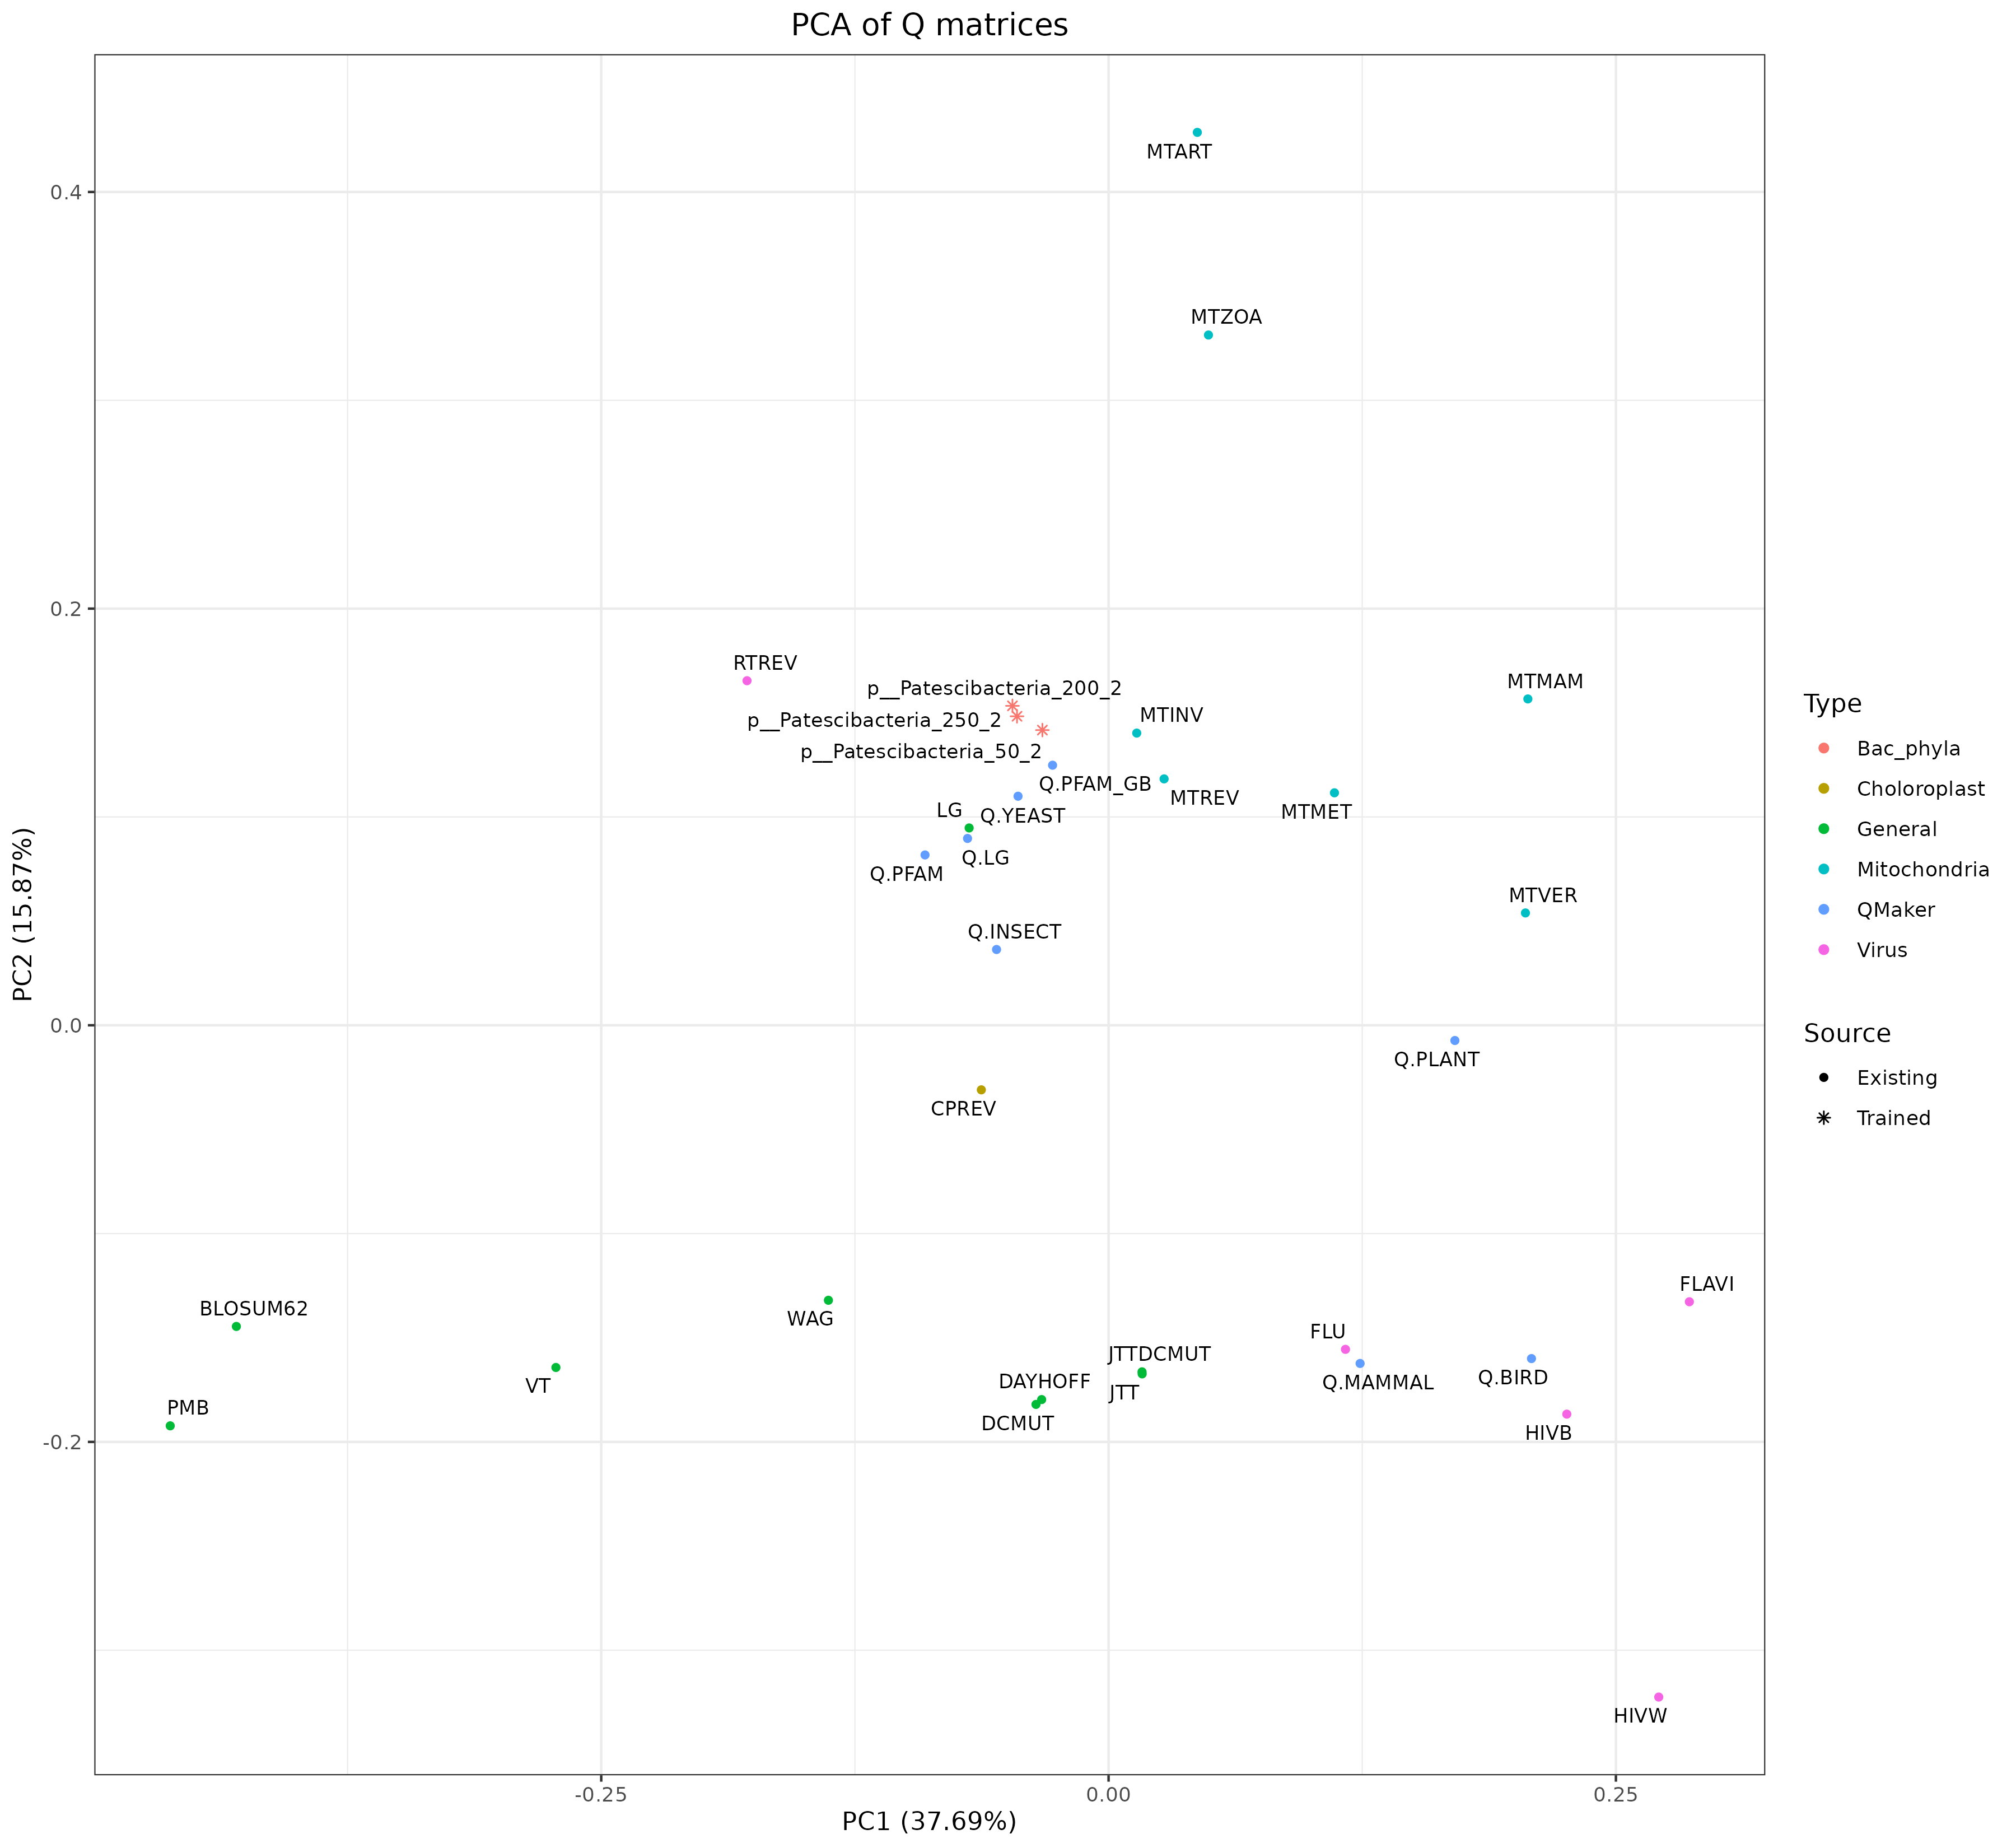 PCA of Q matrices
MTART
0.4
MTZOA
0.2
RTREV
p__Patescibacteria_200_2
MTMAM
MTINV
p__Patescibacteria_250_2
p__Patescibacteria_50_2
Q.PFAM_GB
MTREV
LG
Q.YEAST
MTMET
Q.LG
Q.PFAM
MTVER
Q.INSECT
0.0
Q.PLANT
CPREV
FLAVI
BLOSUM62
WAG
FLU
JTTDCMUT
Q.BIRD
DAYHOFF
Q.MAMMAL
VT
JTT
PMB
DCMUT
HIVB
-0.2
HIVW
-0.25
0.00
0.25
PC1 (37.69%)
PC2 (15.87%)
Type
Bac_phyla
Choloroplast
General
Mitochondria
QMaker
Virus
Source
Existing
Trained